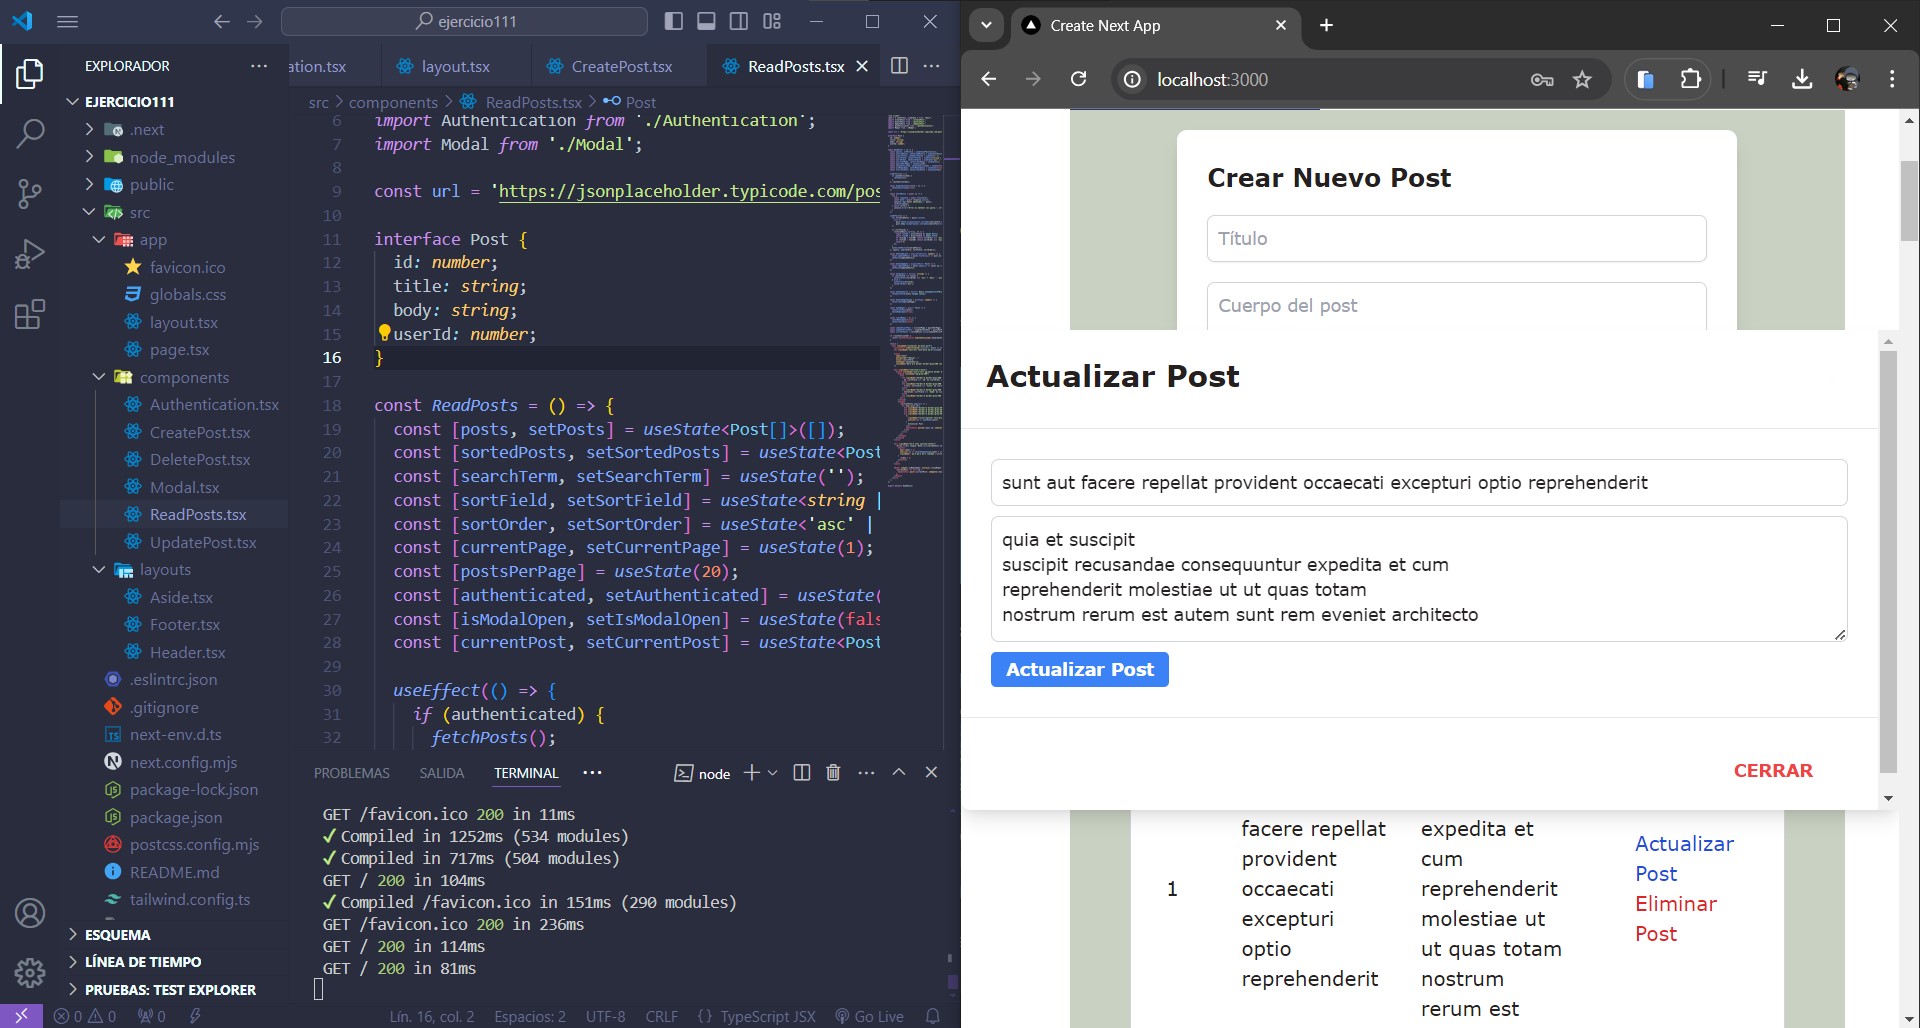 ejercicio111
EXPLORADOR
EJERCICIO111
.next
node_modules
public
src
app
favicon.ico
globals.css
layout.tsx
page.tsx
components
Authentication.tsx
CreatePost.tsx
DeletePost.tsx
Modal.tsx
ReadPosts.tsx
UpdatePost.tsx
layouts
Aside.tsx
Footer.tsx
Header.tsx
.eslintrc.json
.gitignore
next-env.d.ts
next.config.mjs
package-lock.json
package.json
postcss.config.mjs
README.md
tailwind.config.ts
ESQUEMA
LÍNEA DE TIEMPO
PRUEBAS: TEST EXPLORER
ation.tsx
layout.tsx
CreatePost.tsx
ReadPosts.tsx
src > components > ReadPosts.tsx > Post
6 import Authentication from './Authentication';
7 import Modal from './Modal';
8
9 const url = 'https://jsonplaceholder.typicode.com/pos
10
11 interface Post {
12 id: number;
13 title: string;
14 body: string;
15 userId: number;
16 }
17
18 const ReadPosts = () => {
19 const [posts, setPosts] = useState<Post[]>([]);
20 const [sortedPosts, setSortedPosts] = useState<Post
21 const [searchTerm, setSearchTerm] = useState('');
22 const [sortField, setSortField] = useState<string |
23 const [sortOrder, setSortOrder] = useState<'asc' |
24 const [currentPage, setCurrentPage] = useState(1);
25 const [postsPerPage] = useState(20);
26 const [authenticated, setAuthenticated] = useState(
27 const [isModalOpen, setIsModalOpen] = useState(fals
28 const [currentPost, setCurrentPost] = useState<Post
29
30 useEffect(() => {
31 if (authenticated) {
32 fetchPosts();
PROBLEMAS
SALIDA
TERMINAL
node
GET /favicon.ico 200 in 11ms
✓ Compiled in 1252ms (534 modules)
✓ Compiled in 717ms (504 modules)
GET / 200 in 104ms
✓ Compiled /favicon.ico in 151ms (290 modules)
GET /favicon.ico 200 in 236ms
GET / 200 in 114ms
GET / 200 in 81ms
0 0
0
Lín. 16, col. 2
Espacios: 2
UTF-8
CRLF
{} TypeScript JSX
Go Live
Create Next App
localhost:3000
Crear Nuevo Post
Título
Cuerpo del post
Actualizar Post
sunt aut facere repellat provident occaecati excepturi optio reprehenderit
quia et suscipit
suscipit recusandae consequuntur expedita et cum
reprehenderit molestiae ut ut quas totam
nostrum rerum est autem sunt rem eveniet architecto
Actualizar Post
CERRAR
1
facere repellat
provident
occaecati
excepturi
optio
reprehenderit
expedita et
cum
reprehenderit
molestiae ut
ut quas totam
nostrum
rerum est
Actualizar
Post
Eliminar
Post